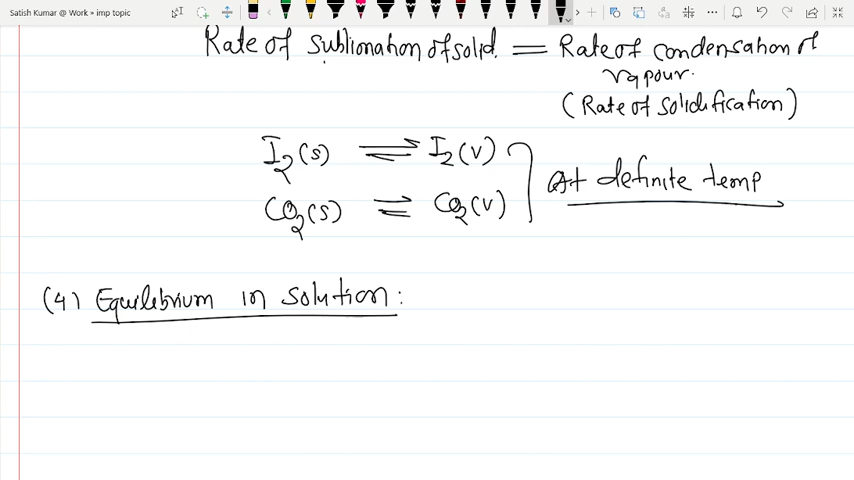 Satish Kumar @ Work » imp topic
Rate of sublimation of solid. = Rate of condensation of
vapour.
(Rate of solidification)
I₂(s) ⇌ I₂(v)
At definite temp
CO₂(s) ⇌ CO₂(v)
(4) Equilibrium in solution: